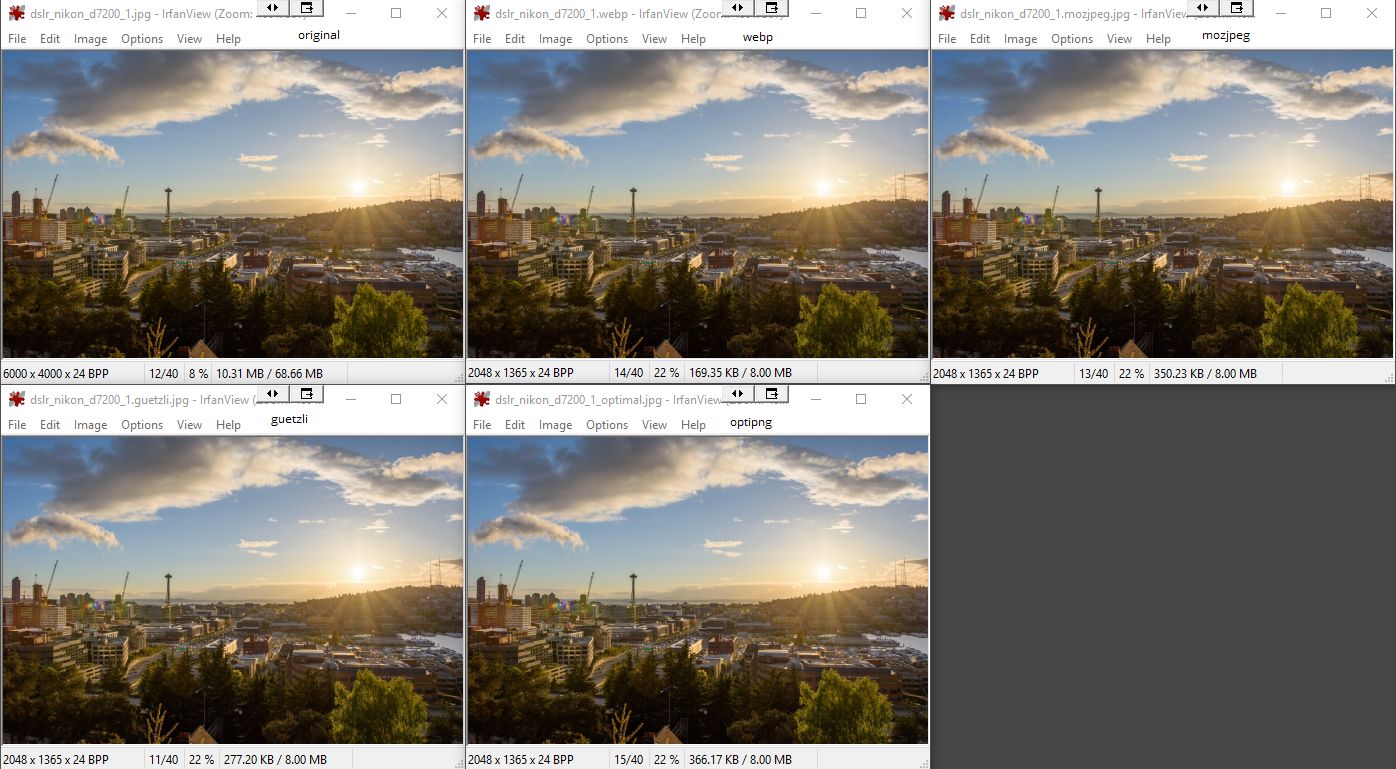 dslr_nikon_d7200_1.jpg - IrfanView (Zoom:
File Edit Image Options View Help original
6000 x 4000 x 24 BPP 12/40 8 % 10.31 MB / 68.66 MB
dslr_nikon_d7200_1.webp - IrfanView
File Edit Image Options View Help webp
2048 x 1365 x 24 BPP 14/40 22 % 169.35 KB / 8.00 MB
dslr_nikon_d7200_1.mozjpeg.jpg - IrfanView
File Edit Image Options View Help mozjpeg
2048 x 1365 x 24 BPP 13/40 22 % 350.23 KB / 8.00 MB
dslr_nikon_d7200_1.guetzli.jpg - IrfanView
File Edit Image Options View Help guetzli
2048 x 1365 x 24 BPP 11/40 22 % 277.20 KB / 8.00 MB
dslr_nikon_d7200_1_optimal.jpg - IrfanView
File Edit Image Options View Help optipng
2048 x 1365 x 24 BPP 15/40 22 % 366.17 KB / 8.00 MB